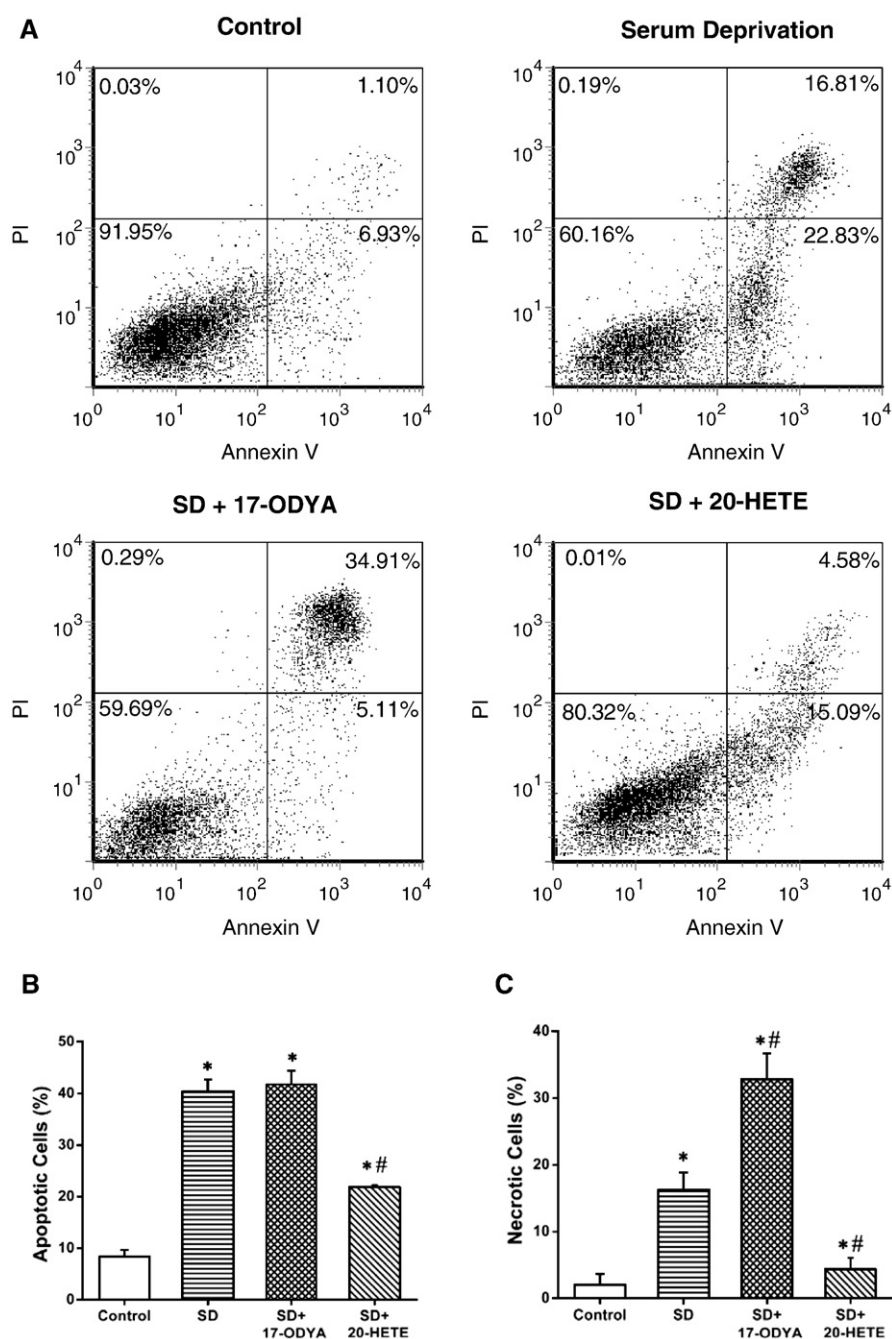 A
Control
Serum Deprivation
10^4
0.03%
1.10%
10^3
PI
10^2
91.95%
6.93%
10^1
10^0 10^1 10^2 10^3 10^4
Annexin V
10^4
0.19%
16.81%
10^3
PI
10^2
60.16%
22.83%
10^1
10^0 10^1 10^2 10^3 10^4
Annexin V
SD + 17-ODYA
SD + 20-HETE
10^4
0.29%
34.91%
10^3
PI
10^2
59.69%
5.11%
10^1
10^0 10^1 10^2 10^3 10^4
Annexin V
10^4
0.01%
4.58%
10^3
PI
10^2
80.32%
15.09%
10^1
10^0 10^1 10^2 10^3 10^4
Annexin V
B
Apoptotic Cells (%)
50
40
30
20
10
0
*
*
*#
Control SD SD+ SD+
17-ODYA 20-HETE
C
Necrotic Cells (%)
40
30
20
10
0
*
*#
*#
Control SD SD+ SD+
17-ODYA 20-HETE